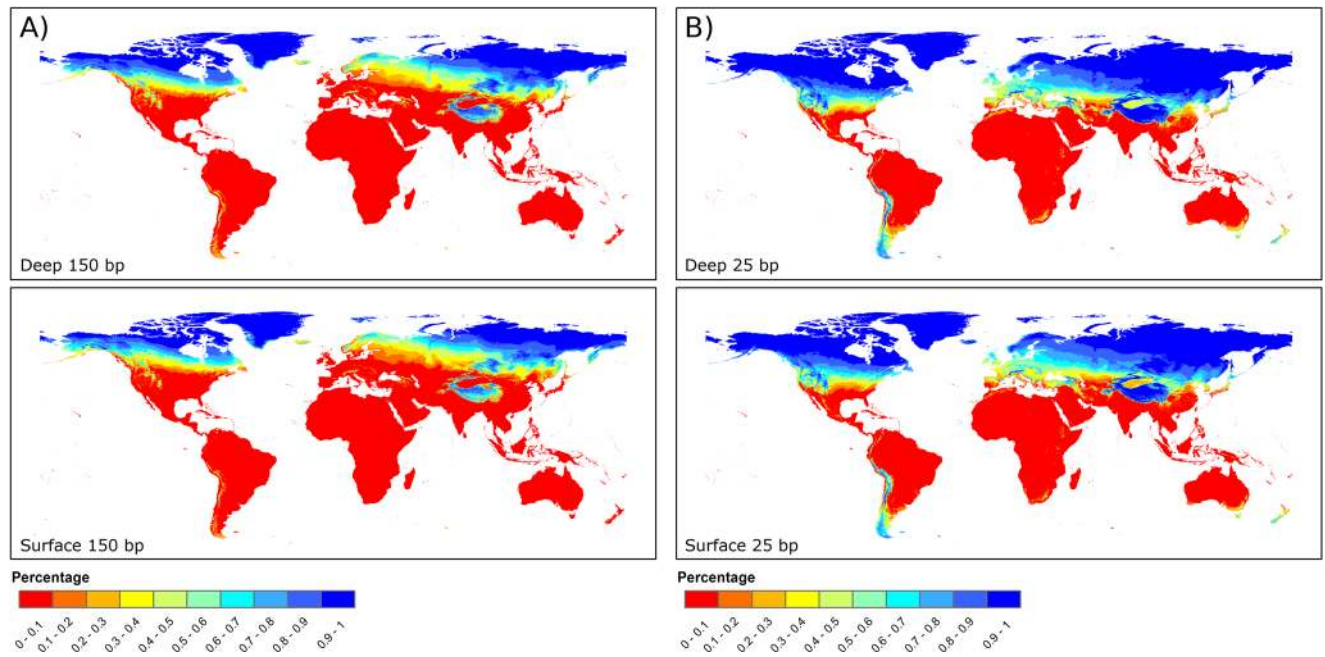 A)
Deep 150 bp
Surface 150 bp
Percentage
0 - 0.1
0.1 - 0.2
0.2 - 0.3
0.3 - 0.4
0.4 - 0.5
0.5 - 0.6
0.6 - 0.7
0.7 - 0.8
0.8 - 0.9
0.9 - 1
B)
Deep 25 bp
Surface 25 bp
Percentage
0 - 0.1
0.1 - 0.2
0.2 - 0.3
0.3 - 0.4
0.4 - 0.5
0.5 - 0.6
0.6 - 0.7
0.7 - 0.8
0.8 - 0.9
0.9 - 1